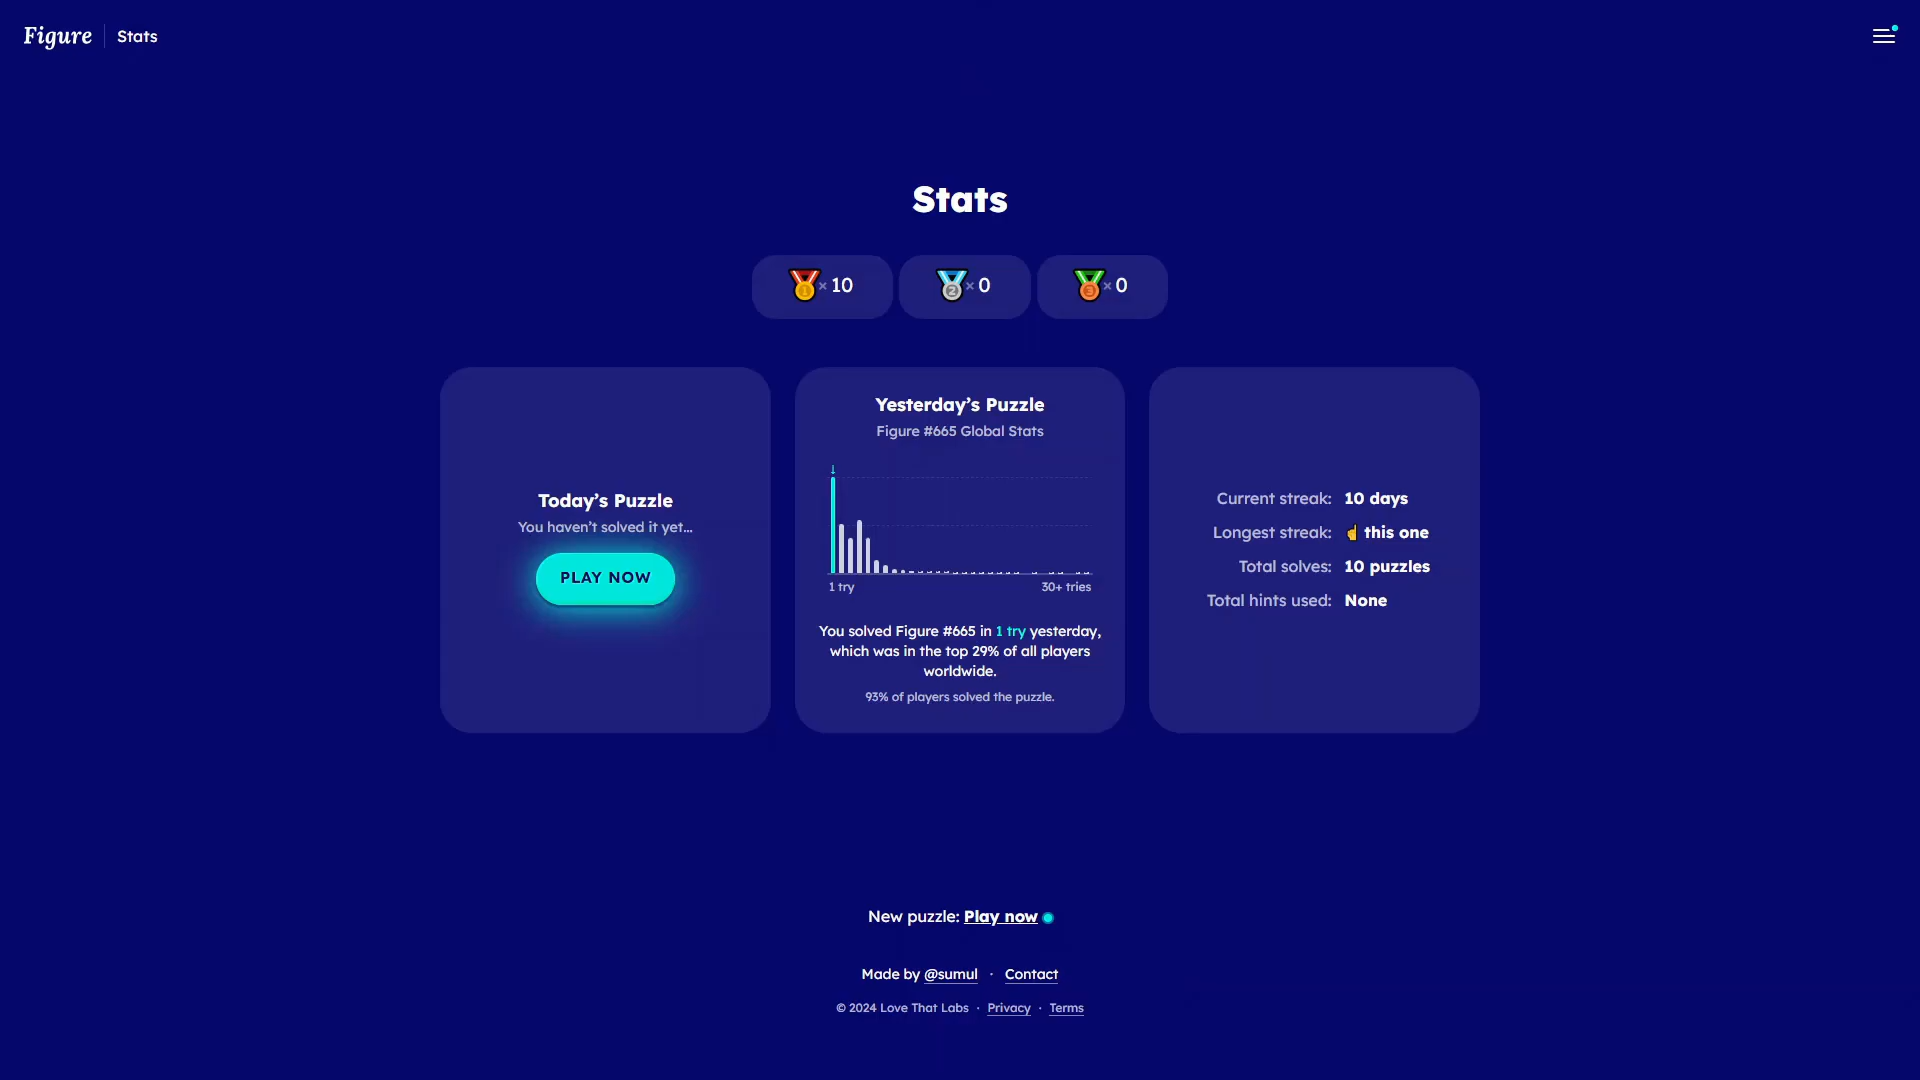 Figure
Stats
Stats
× 10
× 0
× 0
Today’s Puzzle
You haven’t solved it yet...
PLAY NOW
Yesterday’s Puzzle
Figure #665 Global Stats
↓
1 try
30+ tries
You solved Figure #665 in 1 try yesterday,
which was in the top 29% of all players
worldwide.
93% of players solved the puzzle.
Current streak: 10 days
Longest streak: ☝️ this one
Total solves: 10 puzzles
Total hints used: None
New puzzle: Play now
Made by @sumul · Contact
© 2024 Love That Labs · Privacy · Terms